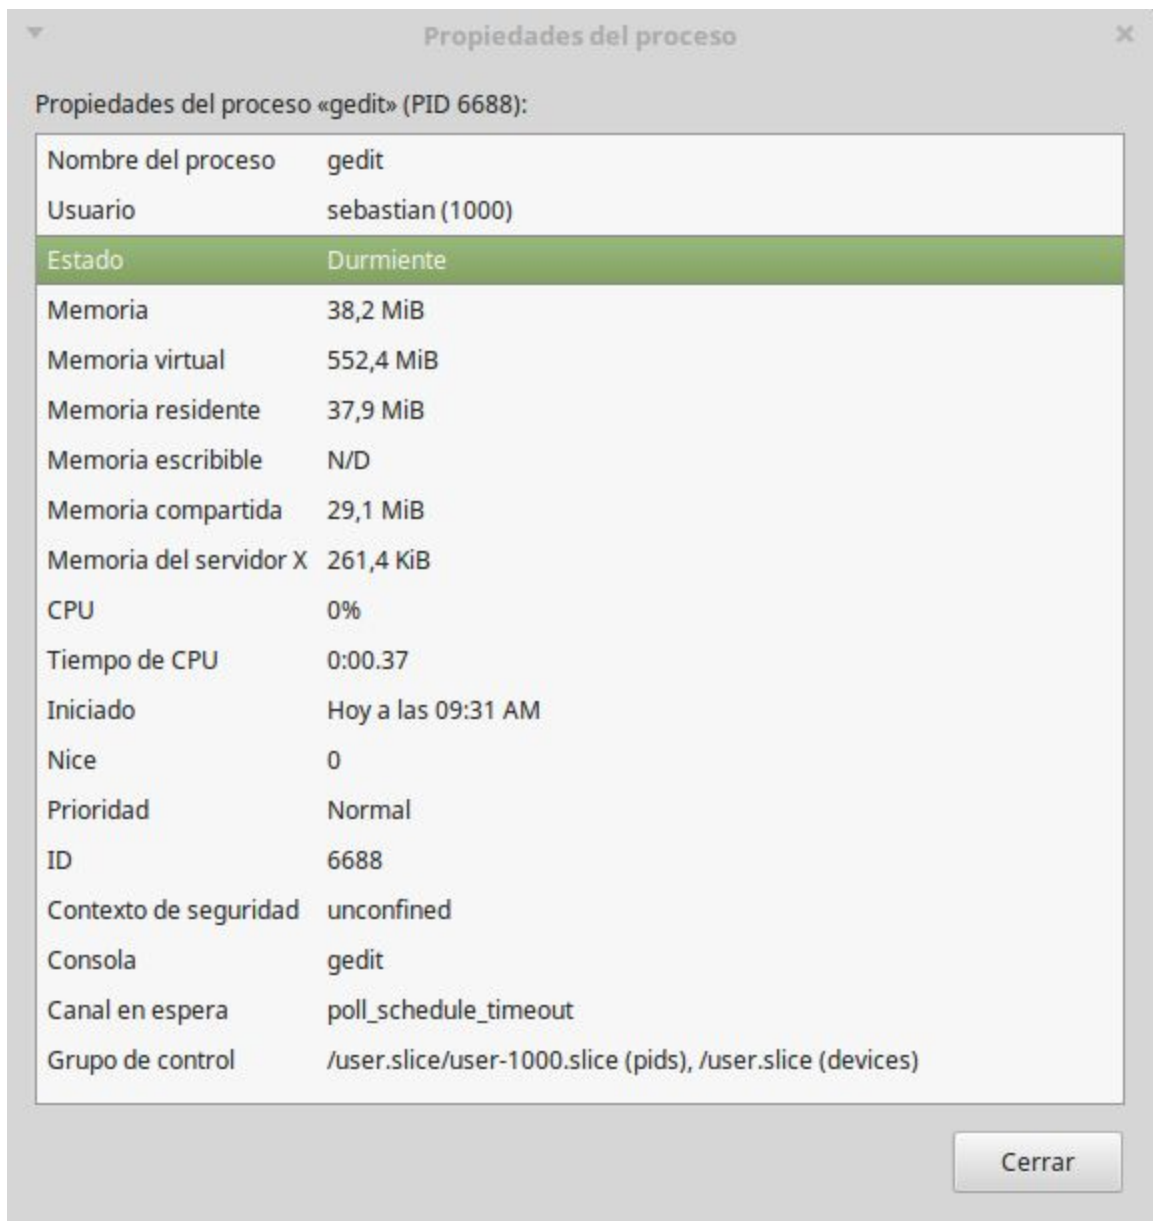 Propiedades del proceso
Propiedades del proceso «gedit» (PID 6688):
Nombre del proceso gedit
Usuario sebastian (1000)
Estado Durmiente
Memoria 38,2 MiB
Memoria virtual 552,4 MiB
Memoria residente 37,9 MiB
Memoria escribible N/D
Memoria compartida 29,1 MiB
Memoria del servidor X 261,4 KiB
CPU 0%
Tiempo de CPU 0:00.37
Iniciado Hoy a las 09:31 AM
Nice 0
Prioridad Normal
ID 6688
Contexto de seguridad unconfined
Consola gedit
Canal en espera poll_schedule_timeout
Grupo de control /user.slice/user-1000.slice (pids), /user.slice (devices)
Cerrar